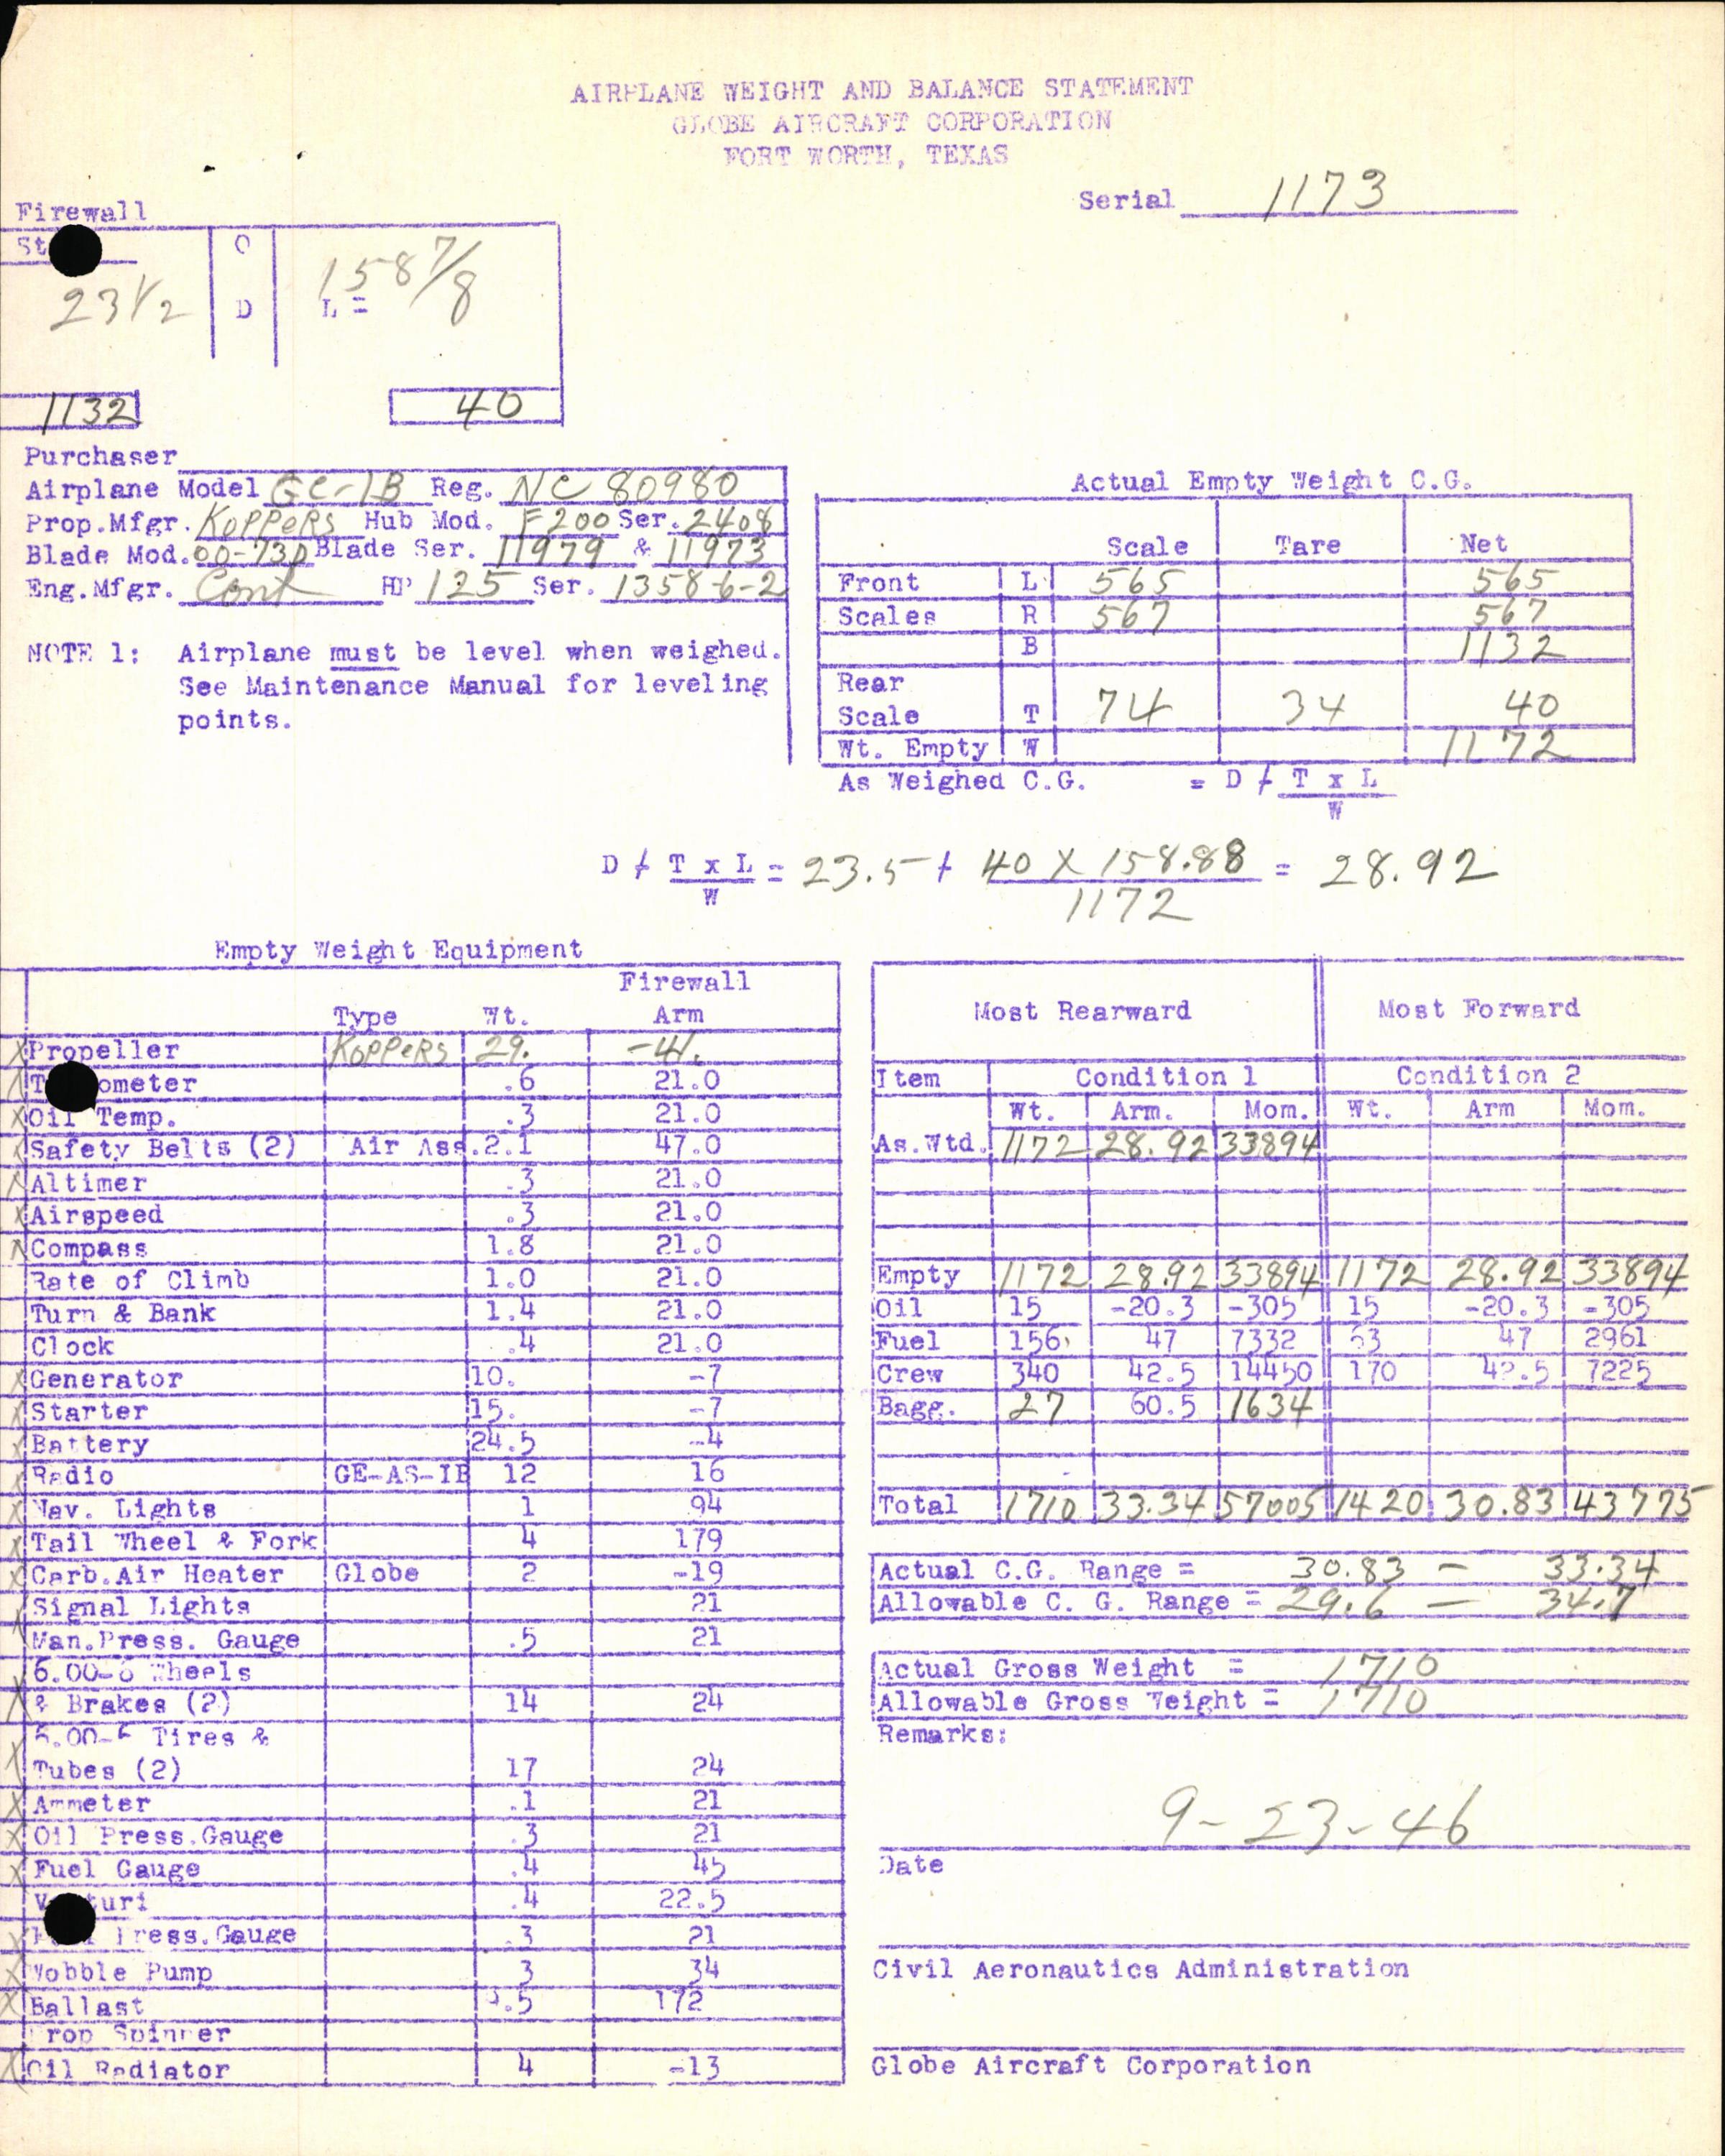 AIRPLANE WEIGHT AND BALANCE STATEMENT
GLOBE AIRCRAFT CORPORATION
FORT WORTH, TEXAS
Serial 1173
Firewall
St
23 1/2
C
D
L = 158 7/8
1132
40
Purchaser
Airplane Model GC-1B Reg. NC 80980
Prop.Mfgr. KOPPERS Hub Mod. F200 Ser. 2408
Blade Mod. 00-73D Blade Ser. 11979 & 11973
Eng.Mfgr. Cont HP 125 Ser. 1358-6-2
NOTE 1: Airplane must be level when weighed.
See Maintenance Manual for leveling
points.
Actual Empty Weight C.G.
Scale Tare Net
Front L 565 565
Scales R 567 567
B 1132
Rear
Scale T 74 34 40
Wt. Empty W 1172
As Weighed C.G. = D + T x L
W
D + T x L = 23.5 + 40 X 158.88 = 28.92
W 1172
Empty Weight Equipment
Firewall
Type Wt. Arm
X Propeller KOPPERS 29. -41.
X T ometer .6 21.0
X Oil Temp. .3 21.0
X Safety Belts (2) Air Ass. 2.1 47.0
X Altimer .3 21.0
X Airspeed .3 21.0
X Compass 1.8 21.0
Rate of Climb 1.0 21.0
Turn & Bank 1.4 21.0
Clock .4 21.0
X Generator 10. -7
X Starter 15. -7
X Battery 24.5 -4
X Radio GE-AS-IB 12 16
X Nav. Lights 1 94
X Tail Wheel & Fork 4 179
X Carb.Air Heater Globe 2 -19
X Signal Lights 21
Man.Press. Gauge .5 21
6.00-6 Wheels
X & Brakes (2) 14 24
6.00-6 Tires &
X Tubes (2) 17 24
X Ammeter .1 21
X Oil Press.Gauge .3 21
X Fuel Gauge .4 45
V turi .4 22.5
X Press.Gauge .3 21
X Wobble Pump 3 34
X Ballast .5 172
Prop Spinner
X Oil Radiator 4 -13
Most Rearward Most Forward
Item Condition 1 Condition 2
Wt. Arm. Mom. Wt. Arm Mom.
As.Wtd. 1172 28.92 33894
Empty 1172 28.92 33894 1172 28.92 33894
Oil 15 -20.3 -305 15 -20.3 -305
Fuel 156 47 7332 63 47 2961
Crew 340 42.5 14450 170 42.5 7225
Bagg. 27 60.5 1634
Total 1710 33.34 57005 1420 30.83 43775
Actual C.G. Range = 30.83 - 33.34
Allowable C. G. Range = 29.6 - 34.7
Actual Gross Weight = 1710
Allowable Gross Weight = 1710
Remarks:
9-23-46
Date
Civil Aeronautics Administration
Globe Aircraft Corporation